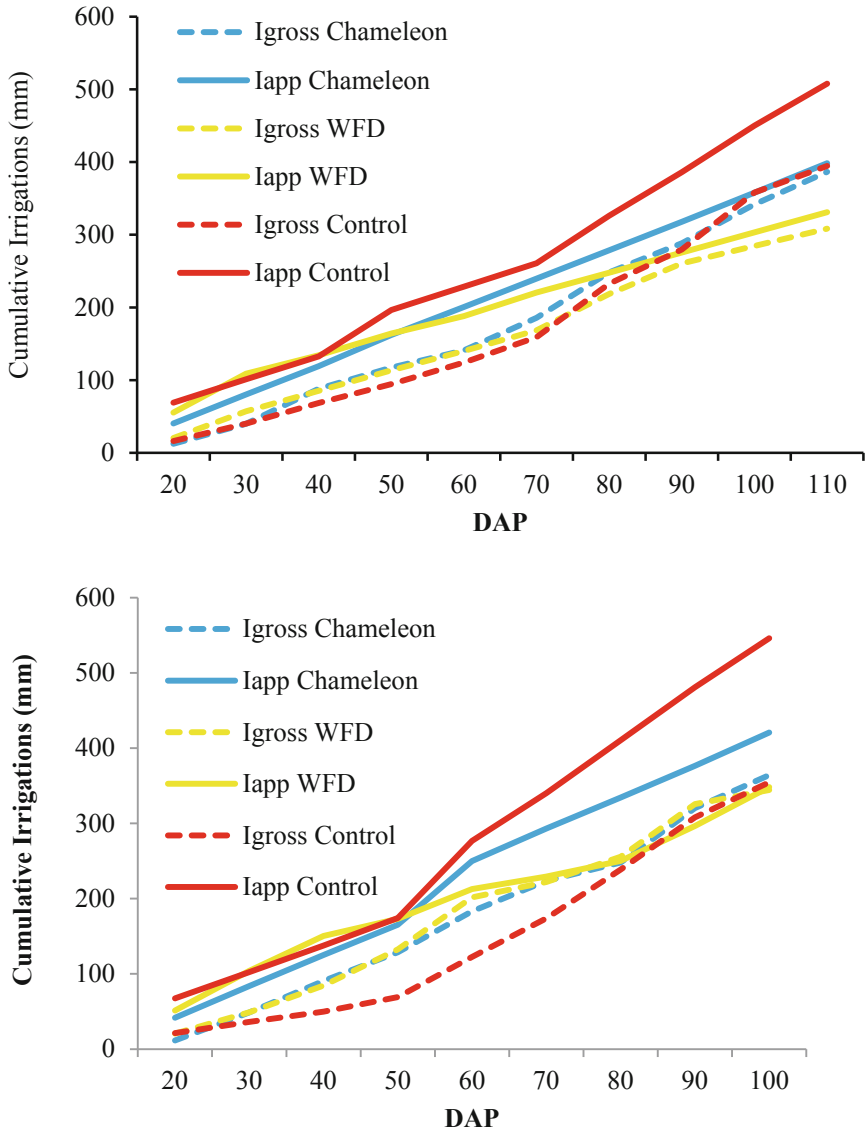 600
500
400
300
200
100
0
Cumulative Irrigations (mm)
Igross Chameleon
Iapp Chameleon
Igross WFD
Iapp WFD
Igross Control
Iapp Control
20 30 40 50 60 70 80 90 100 110
DAP
600
500
400
300
200
100
0
Cumulative Irrigations (mm)
Igross Chameleon
Iapp Chameleon
Igross WFD
Iapp WFD
Igross Control
Iapp Control
20 30 40 50 60 70 80 90 100
DAP